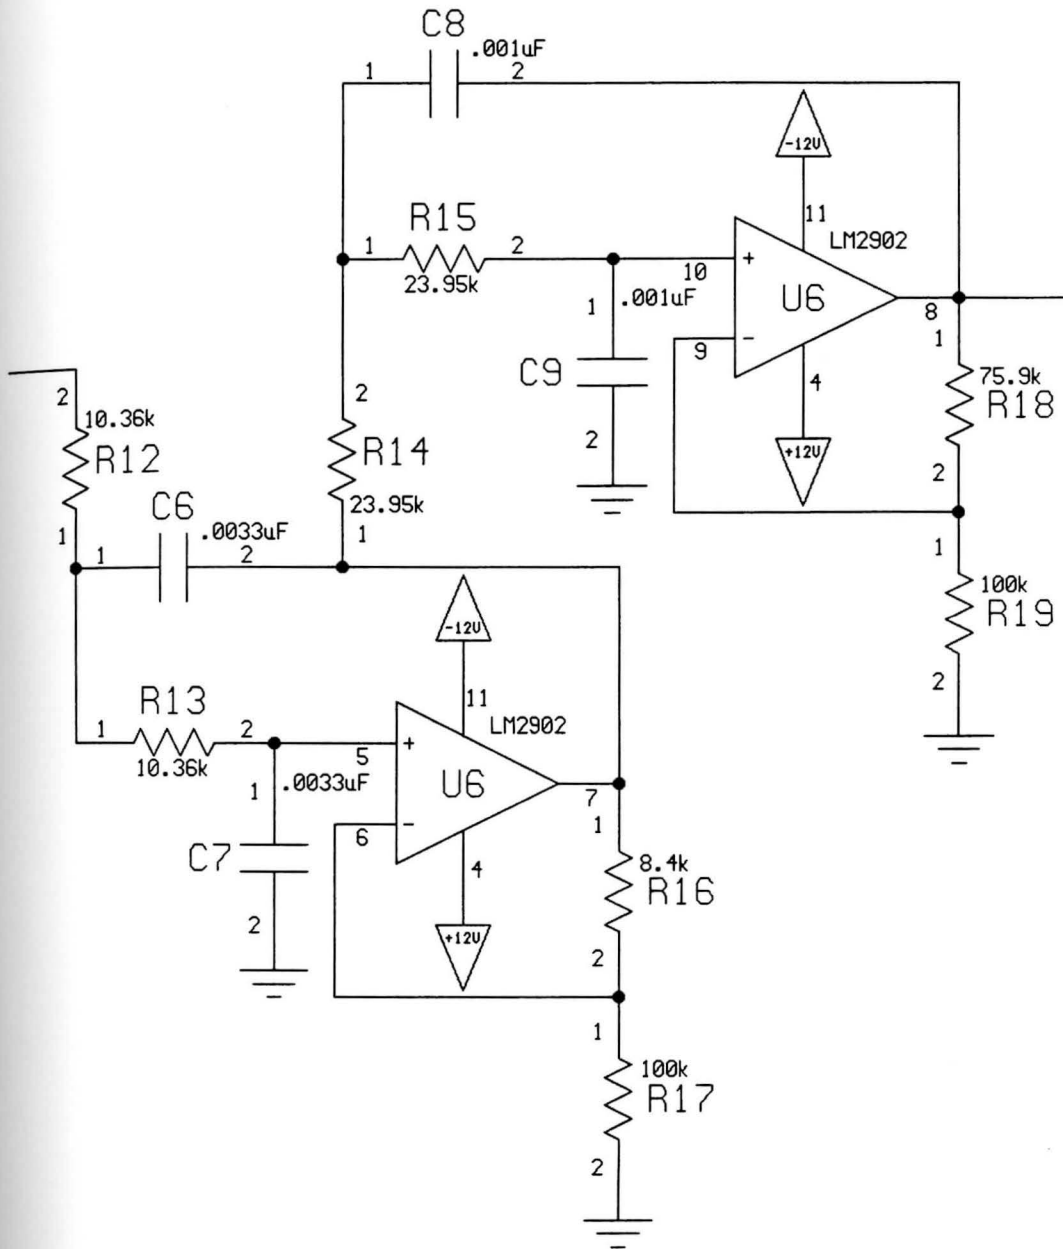 C8
.001uF
1
2
-12V
11
LM2902
R15
1
2
23.95k
10
+
U6
8
1
.001uF
9
-
C9
4
+12V
2
1
75.9k
R18
2
2
10.36k
R12
1
2
R14
23.95k
1
C6
.0033uF
1
2
1
100k
R19
2
-12V
11
LM2902
R13
1
2
10.36k
5
+
U6
7
1
.0033uF
6
-
C7
4
+12V
2
1
8.4k
R16
2
1
100k
R17
2